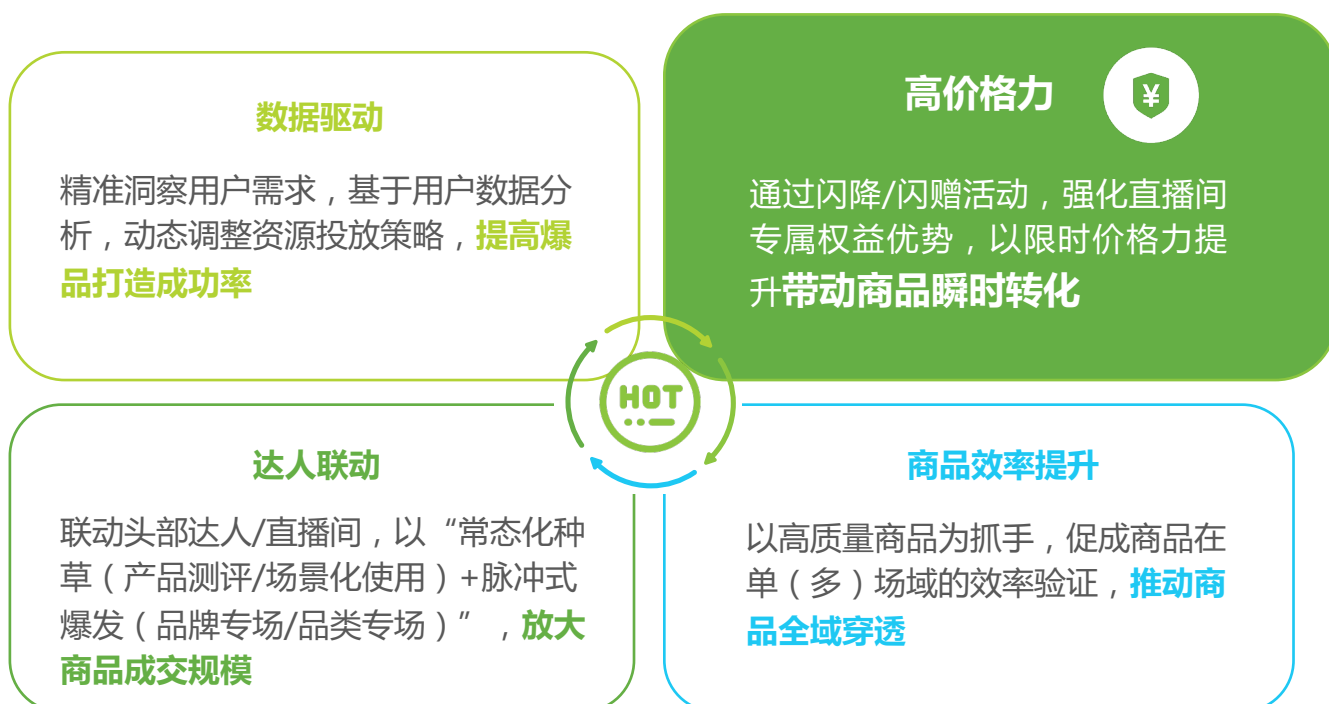 数据驱动
精准洞察用户需求，基于用户数据分
析，动态调整资源投放策略，提高爆
品打造成功率
高价格力
¥
通过闪降/闪赠活动，强化直播间
专属权益优势，以限时价格力提
升带动商品瞬时转化
HOT
达人联动
联动头部达人/直播间，以“常态化种
草（产品测评/场景化使用）+脉冲式
爆发（品牌专场/品类专场）”，放大
商品成交规模
商品效率提升
以高质量商品为抓手，促成商品在
单（多）场域的效率验证，推动商
品全域穿透